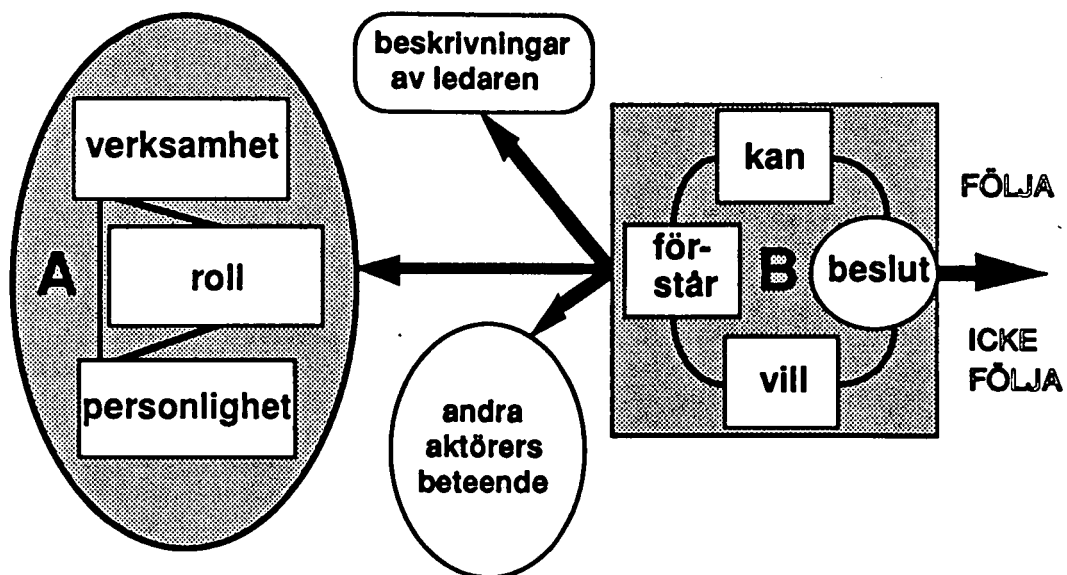 beskrivningar
av ledaren
verksamhet
A
roll
personlighet
andra
aktörers
beteende
kan
för-
står
B
beslut
vill
FÖLJA
ICKE
FÖLJA